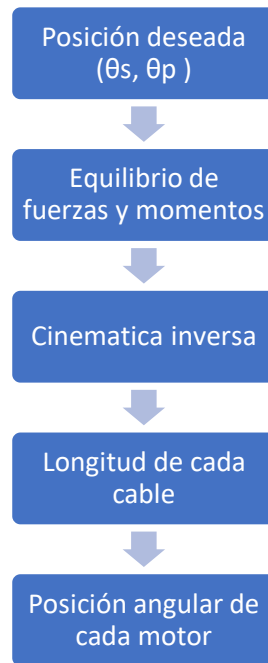 Posición deseada
(θs, θp )
Equilibrio de
fuerzas y momentos
Cinematica inversa
Longitud de cada
cable
Posición angular de
cada motor